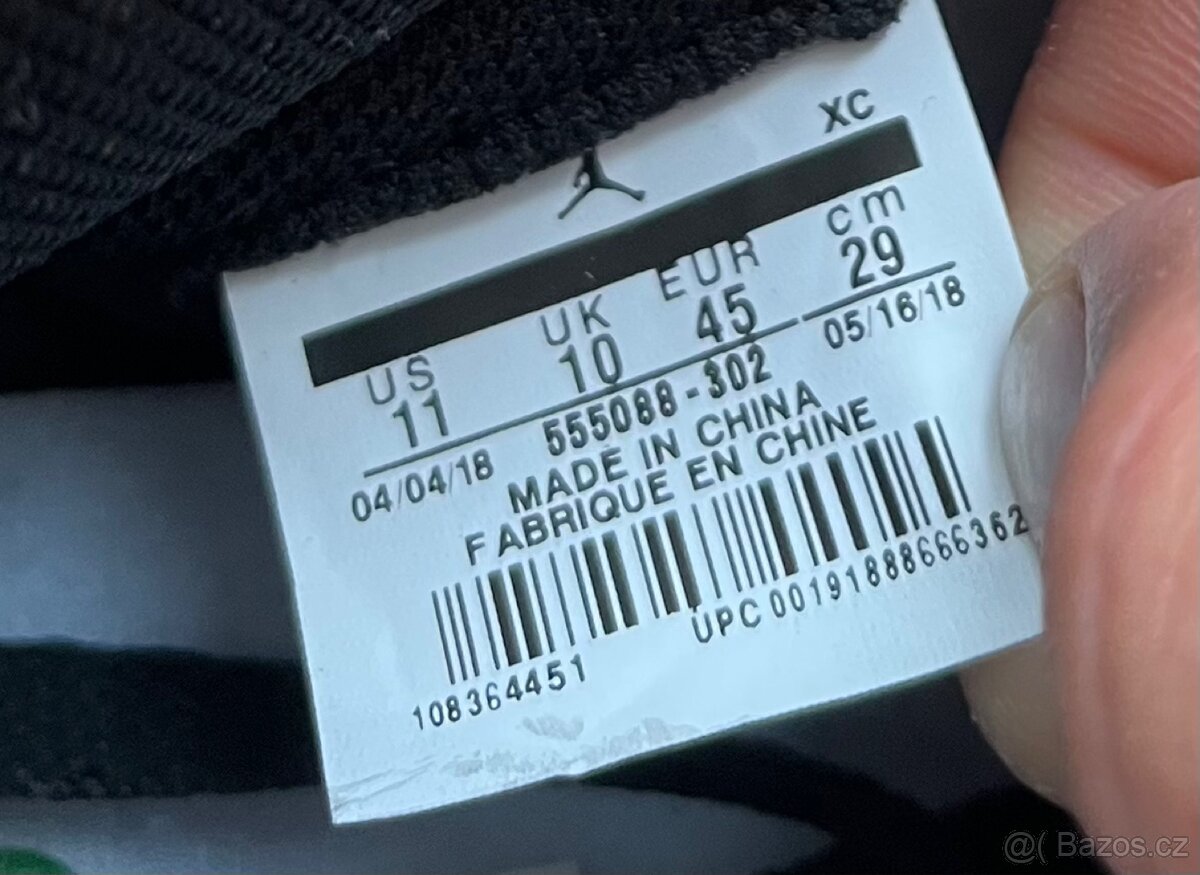 XC
US UK EUR cm
11 10 45 29
04/04/18 555088-302 05/16/18
MADE IN CHINA
FABRIQUE EN CHINE
UPC 00191888666362
108364451
@( Bazos.cz